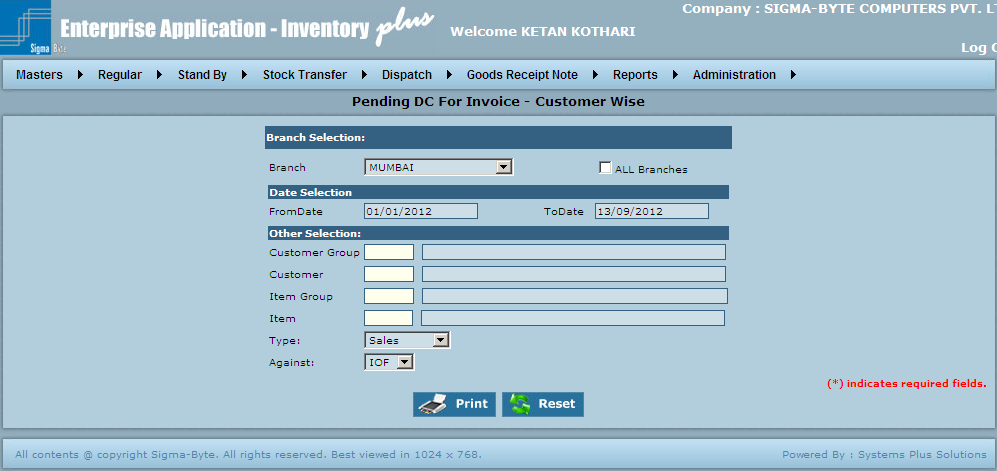 Company : SIGMA-BYTE COMPUTERS PVT. LT
Enterprise Application - Inventory plus
Welcome KETAN KOTHARI
Sigma Byte
Log
Masters Regular Stand By Stock Transfer Dispatch Goods Receipt Note Reports Administration
Pending DC For Invoice - Customer Wise
Branch Selection:
Branch MUMBAI ALL Branches
Date Selection
FromDate 01/01/2012 ToDate 13/09/2012
Other Selection:
Customer Group
Customer
Item Group
Item
Type: Sales
Against: IOF
(*) indicates required fields.
Print Reset
All contents @ copyright Sigma-Byte. All rights reserved. Best viewed in 1024 x 768. Powered By : Systems Plus Solutions